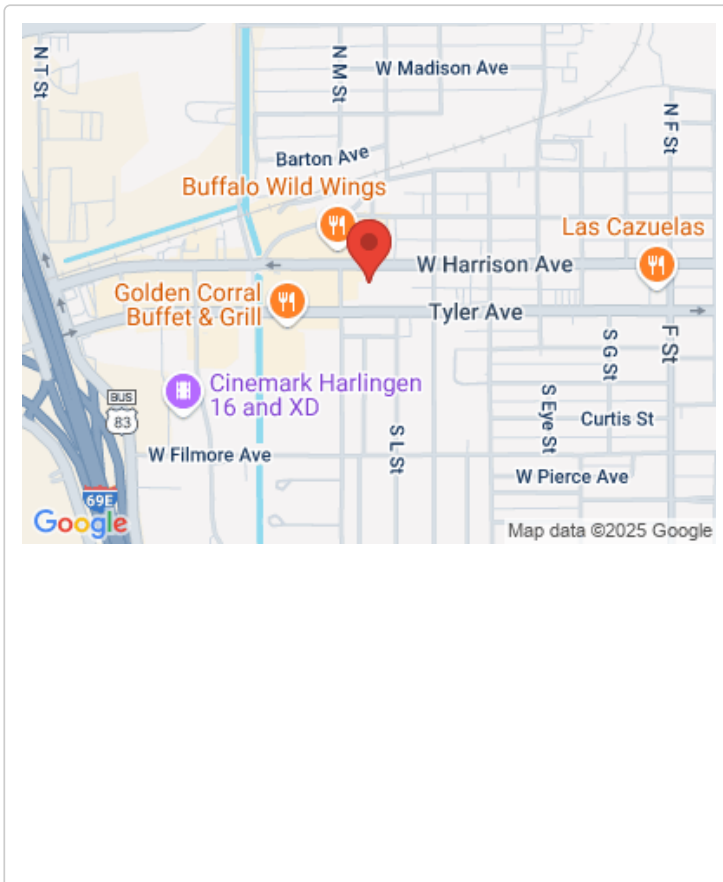 N T St
N M St
W Madison Ave
N F St
Barton Ave
Buffalo Wild Wings
Las Cazuelas
W Harrison Ave
Golden Corral
Buffet & Grill
Tyler Ave
S G St
F St
Cinemark Harlingen
16 and XD
BUS
83
S Eye St
Curtis St
S L St
W Filmore Ave
W Pierce Ave
69E
Google
Map data ©2025 Google